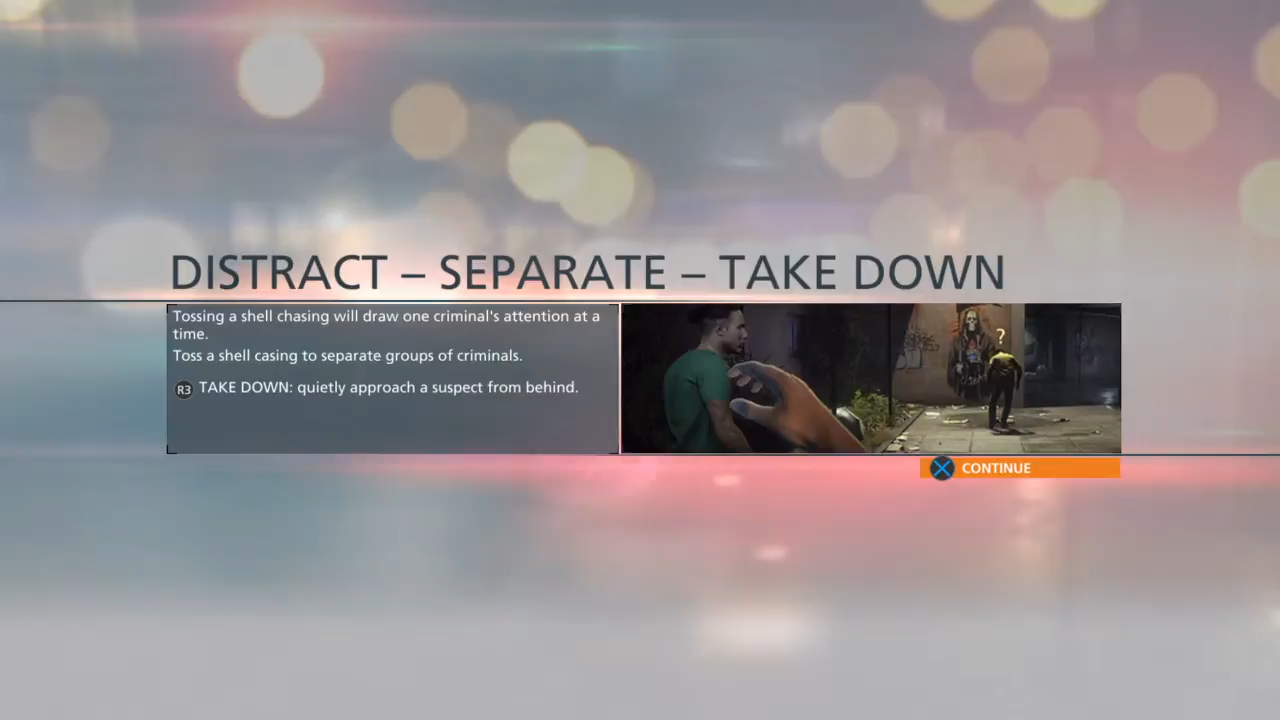 DISTRACT – SEPARATE – TAKE DOWN
Tossing a shell chasing will draw one criminal's attention at a
time.
Toss a shell casing to separate groups of criminals.
R3 TAKE DOWN: quietly approach a suspect from behind.
?
CONTINUE